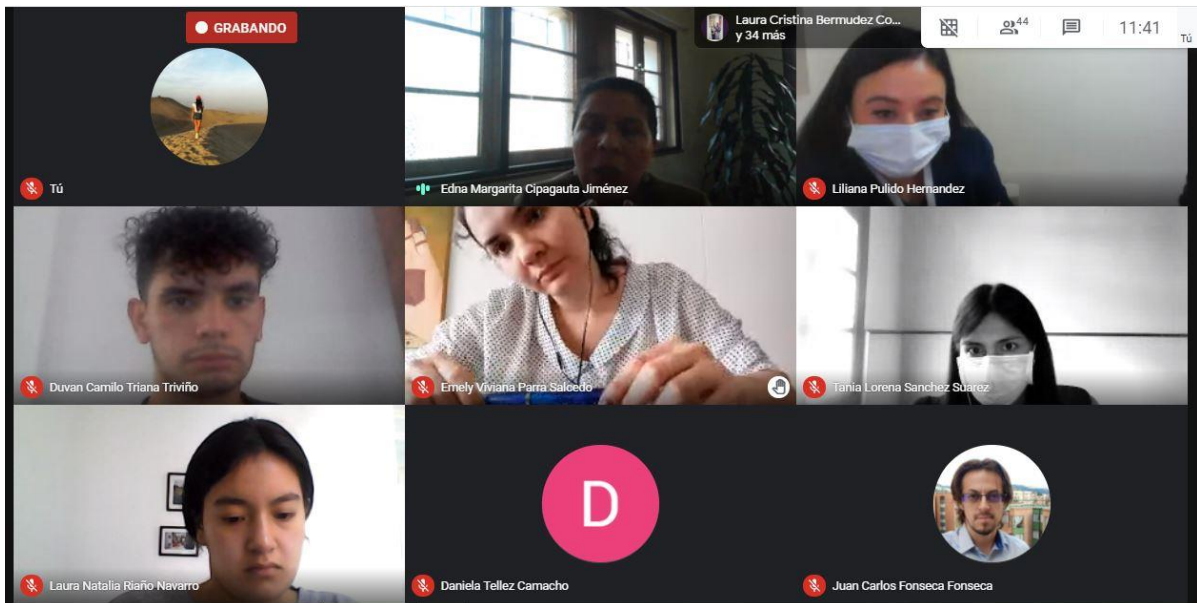 GRABANDO
Laura Cristina Bermudez Co...
y 34 más
44
11:41
Tú
Tú
Edna Margarita Cipagauta Jiménez
Liliana Pulido Hernandez
Duvan Camilo Triana Triviño
Emely Viviana Parra Salcedo
Tania Lorena Sanchez Suarez
Laura Natalia Riaño Navarro
D
Daniela Tellez Camacho
Juan Carlos Fonseca Fonseca